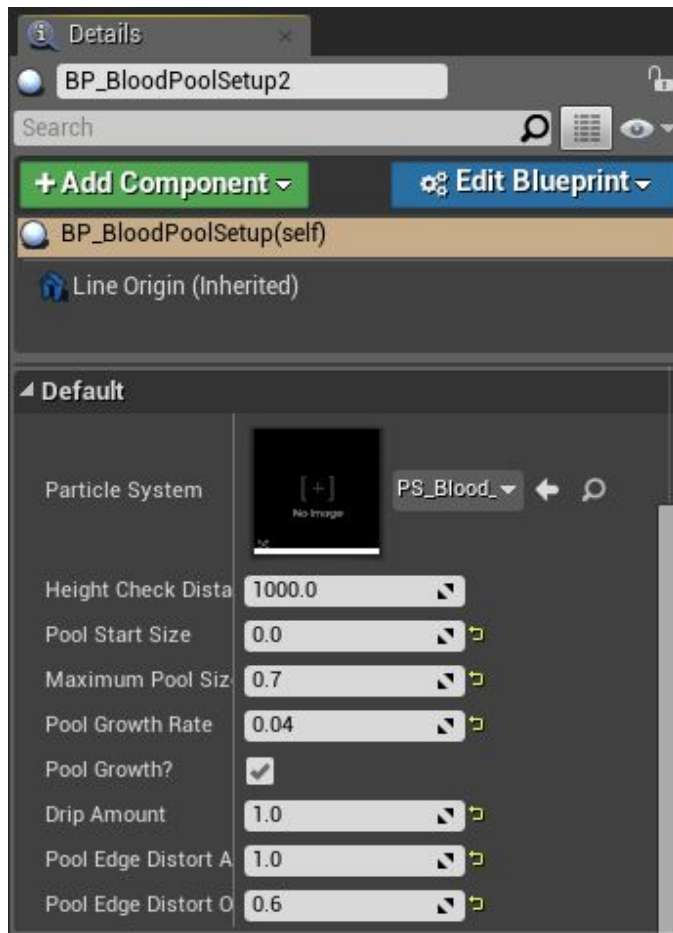 Details
BP_BloodPoolSetup2
Search
+ Add Component
Edit Blueprint
BP_BloodPoolSetup(self)
Line Origin (Inherited)
Default
Particle System
[+]
No Image
PS_Blood_
Height Check Dista 1000.0
Pool Start Size 0.0
Maximum Pool Siz 0.7
Pool Growth Rate 0.04
Pool Growth?
Drip Amount 1.0
Pool Edge Distort A 1.0
Pool Edge Distort O 0.6